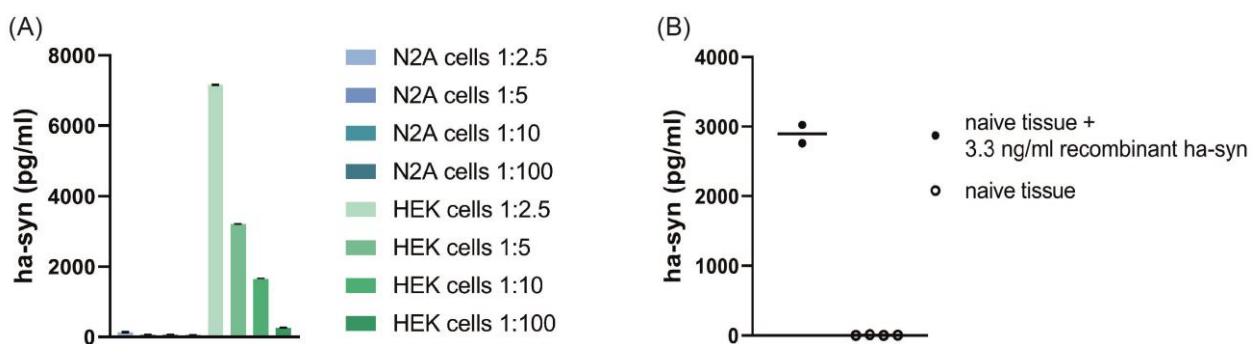 (A)
ha-syn (pg/ml)
8000
6000
4000
2000
0
N2A cells 1:2.5
N2A cells 1:5
N2A cells 1:10
N2A cells 1:100
HEK cells 1:2.5
HEK cells 1:5
HEK cells 1:10
HEK cells 1:100
(B)
ha-syn (pg/ml)
4000
3000
2000
1000
0
naive tissue +
3.3 ng/ml recombinant ha-syn
naive tissue